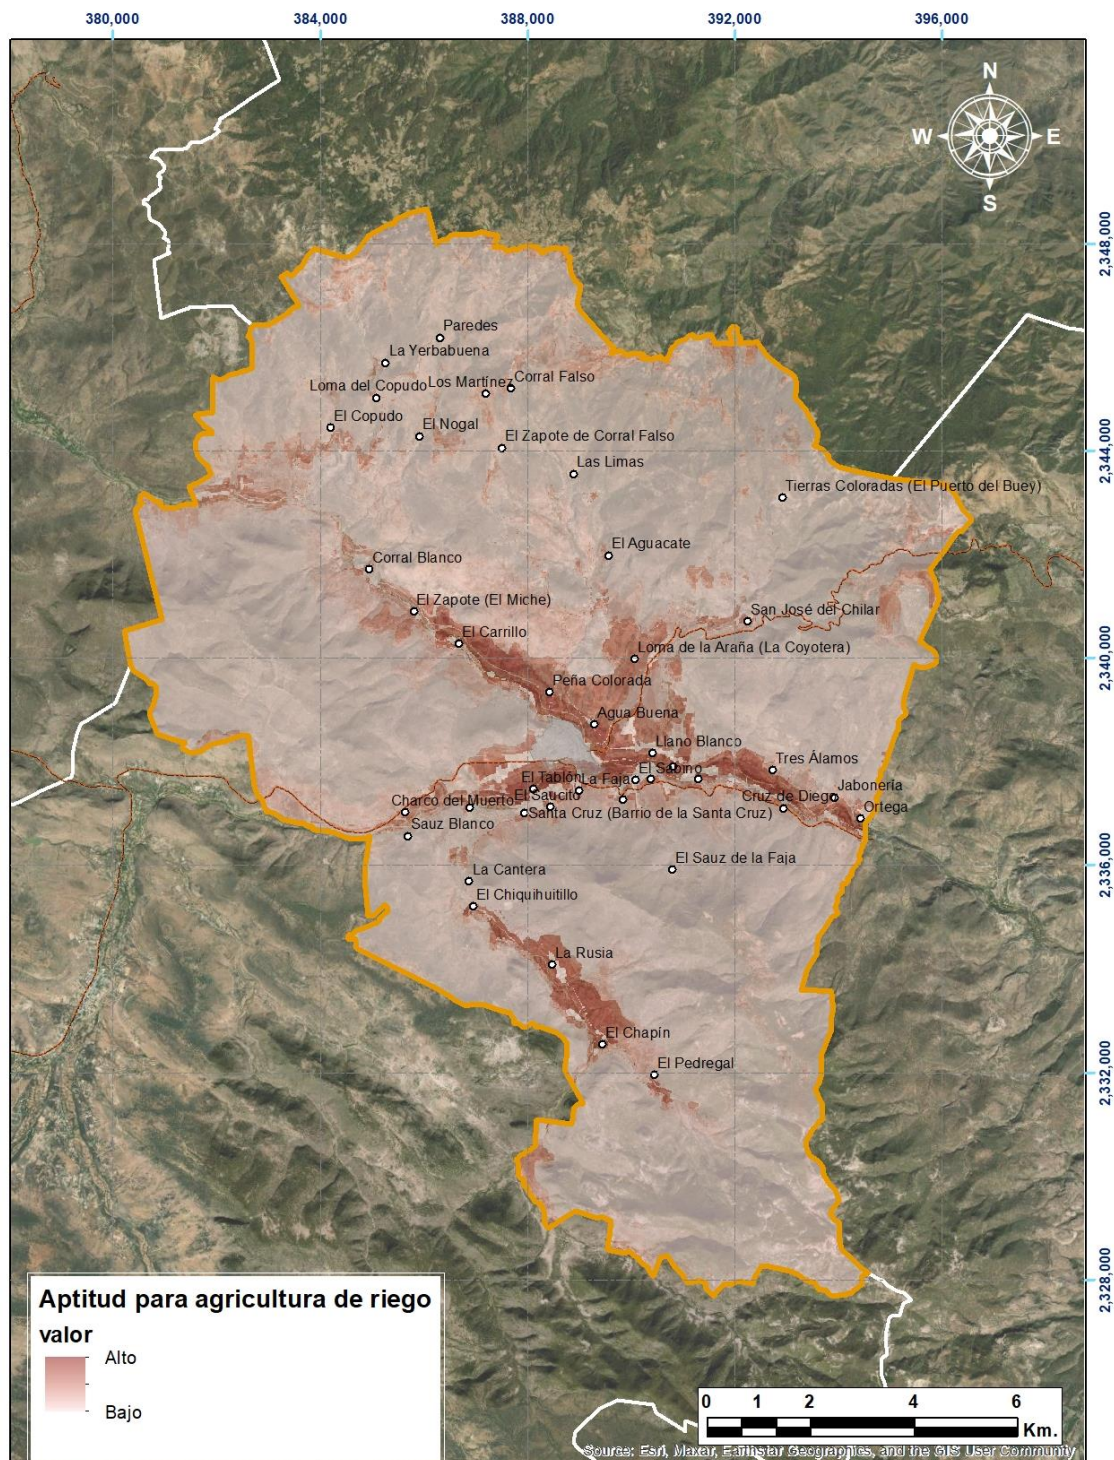 380,000
384,000
388,000
392,000
396,000
N
W
E
S
2,348,000
Paredes
La Yerbabuena
Loma del Copudo
Los Martínez
Corral Falso
El Copudo
El Nogal
El Zapote de Corral Falso
2,344,000
Las Limas
Tierras Coloradas (El Puerto del Buey)
El Aguacate
Corral Blanco
El Zapote (El Miche)
San José del Chilar
El Carrillo
Loma de la Araña (La Coyotera)
2,340,000
Peña Colorada
Agua Buena
Llano Blanco
Tres Álamos
El Tablón
La Faja
El Sabino
Jabonería
Charco del Muerto
El Saucito
Cruz de Diego
Ortega
Santa Cruz (Barrio de la Santa Cruz)
Sauz Blanco
2,336,000
El Sauz de la Faja
La Cantera
El Chiquihuitillo
La Rusia
El Chapín
El Pedregal
2,332,000
2,328,000
Aptitud para agricultura de riego
valor
Alto
Bajo
0 1 2 4 6
Km.
Source: Esri, Maxar, Earthstar Geographics, and the GIS User Community